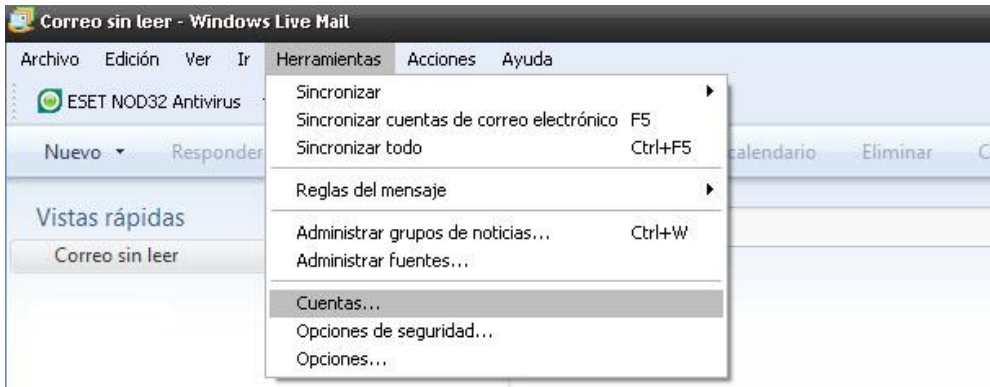 Correo sin leer - Windows Live Mail
Archivo Edición Ver Ir Herramientas Acciones Ayuda
ESET NOD32 Antivirus
Nuevo Responder calendario Eliminar
Vistas rápidas
Correo sin leer
Sincronizar
Sincronizar cuentas de correo electrónico F5
Sincronizar todo Ctrl+F5
Reglas del mensaje
Administrar grupos de noticias... Ctrl+W
Administrar fuentes...
Cuentas...
Opciones de seguridad...
Opciones...